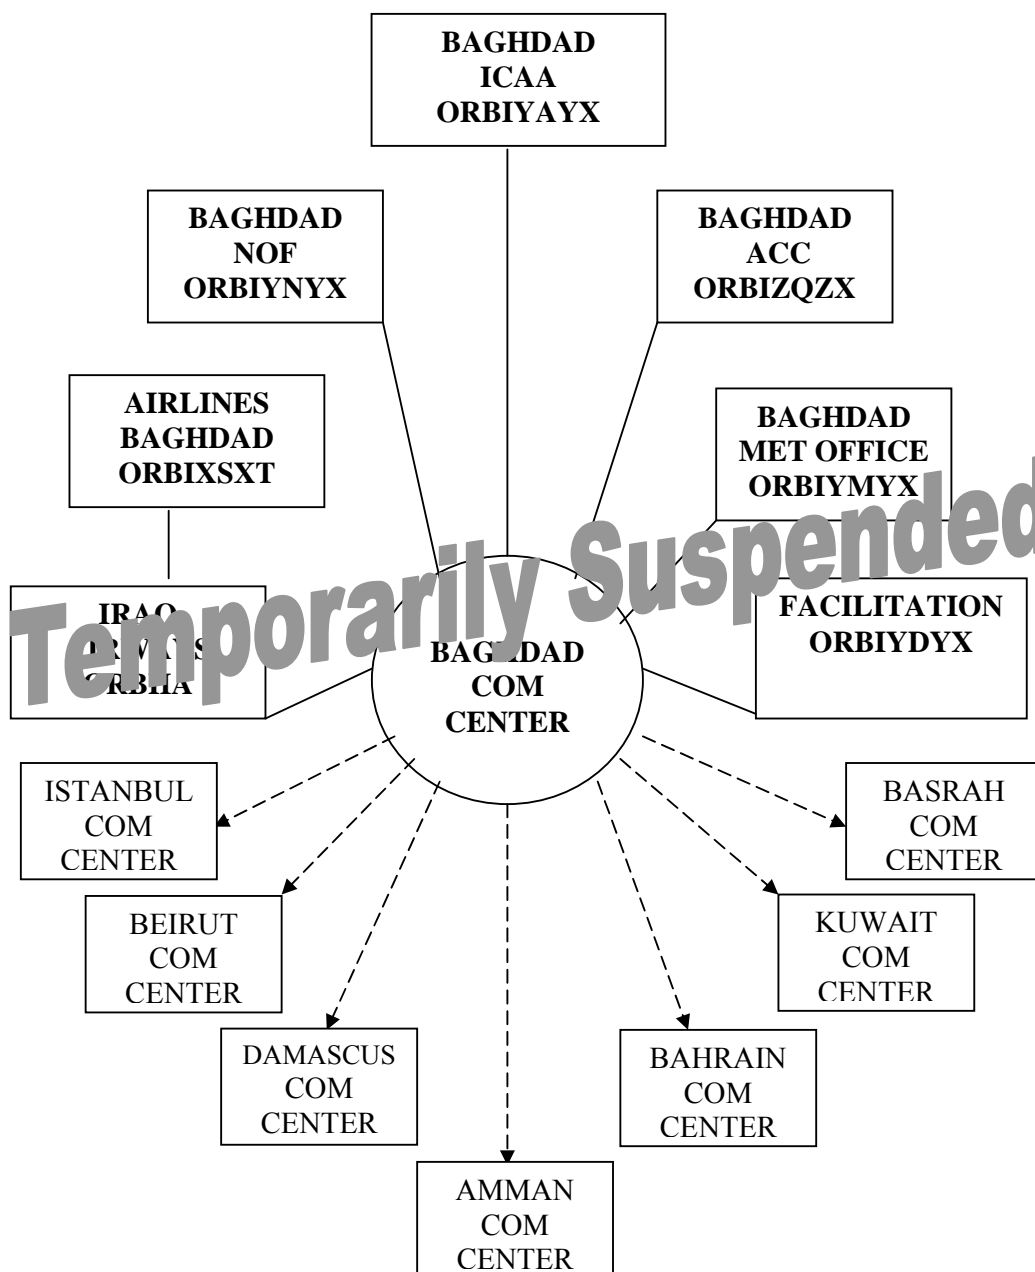 BAGHDAD
ICAA
ORBIYAYX
BAGHDAD
NOF
ORBIYNYX
BAGHDAD
ACC
ORBIZQZX
AIRLINES
BAGHDAD
ORBIXSXT
BAGHDAD
MET OFFICE
ORBIYMYX
Temporarily Suspended
IRAQ
FACILITATION
ORBIYDYX
BAGHDAD
COM
CENTER
ISTANBUL
COM
CENTER
BASRAH
COM
CENTER
BEIRUT
COM
CENTER
KUWAIT
COM
CENTER
DAMASCUS
COM
CENTER
BAHRAIN
COM
CENTER
AMMAN
COM
CENTER